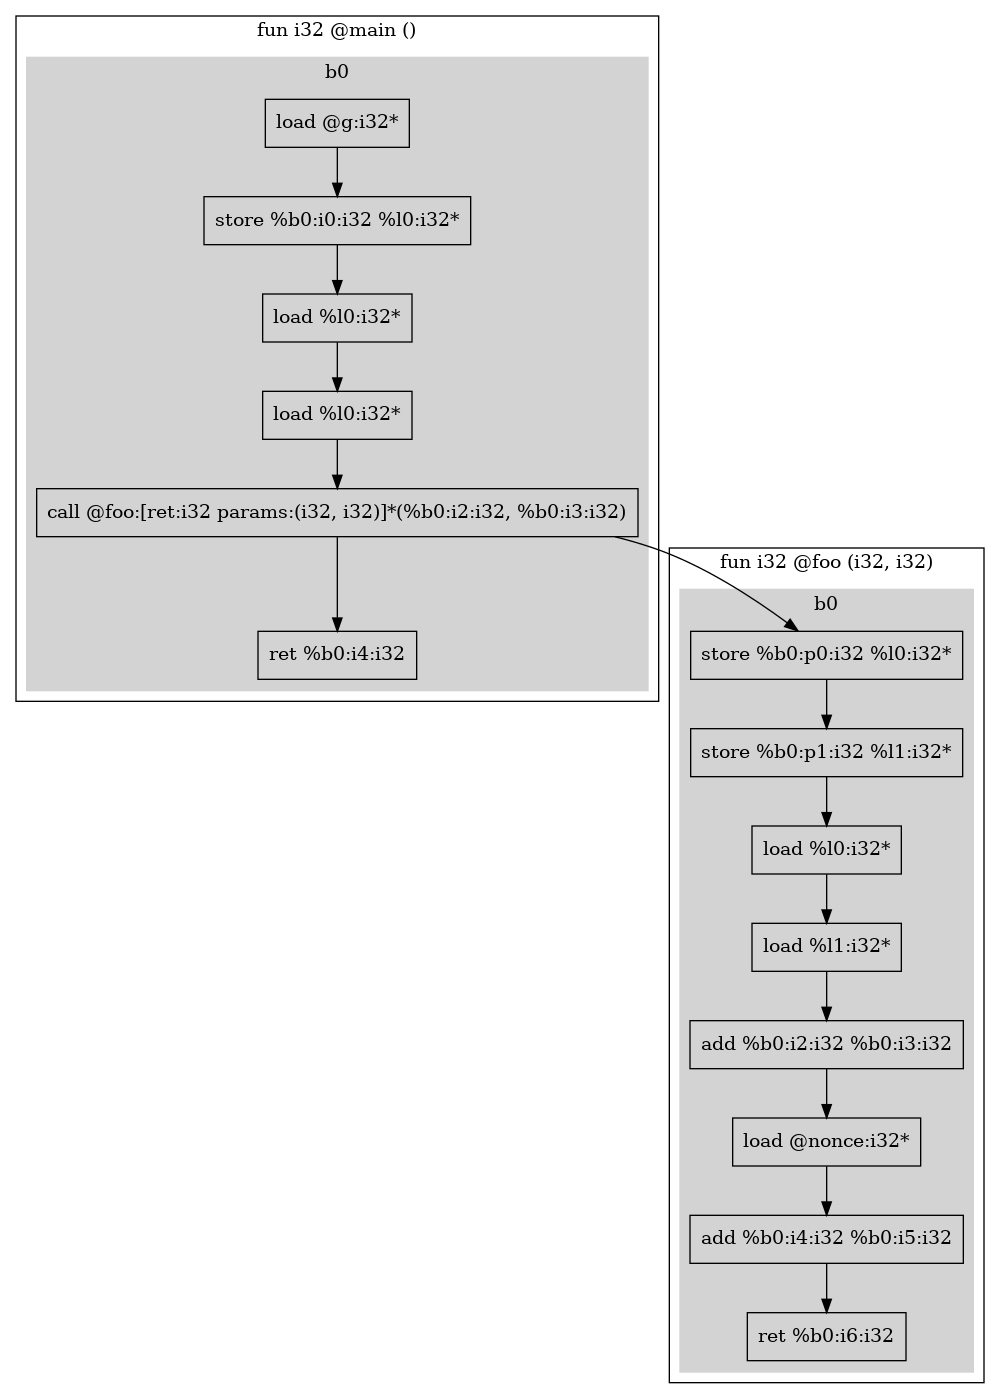 fun i32 @main ()
b0
load @g:i32*
store %b0:i0:i32 %l0:i32*
load %l0:i32*
load %l0:i32*
call @foo:[ret:i32 params:(i32, i32)]*(%b0:i2:i32, %b0:i3:i32)
ret %b0:i4:i32
fun i32 @foo (i32, i32)
b0
store %b0:p0:i32 %l0:i32*
store %b0:p1:i32 %l1:i32*
load %l0:i32*
load %l1:i32*
add %b0:i2:i32 %b0:i3:i32
load @nonce:i32*
add %b0:i4:i32 %b0:i5:i32
ret %b0:i6:i32